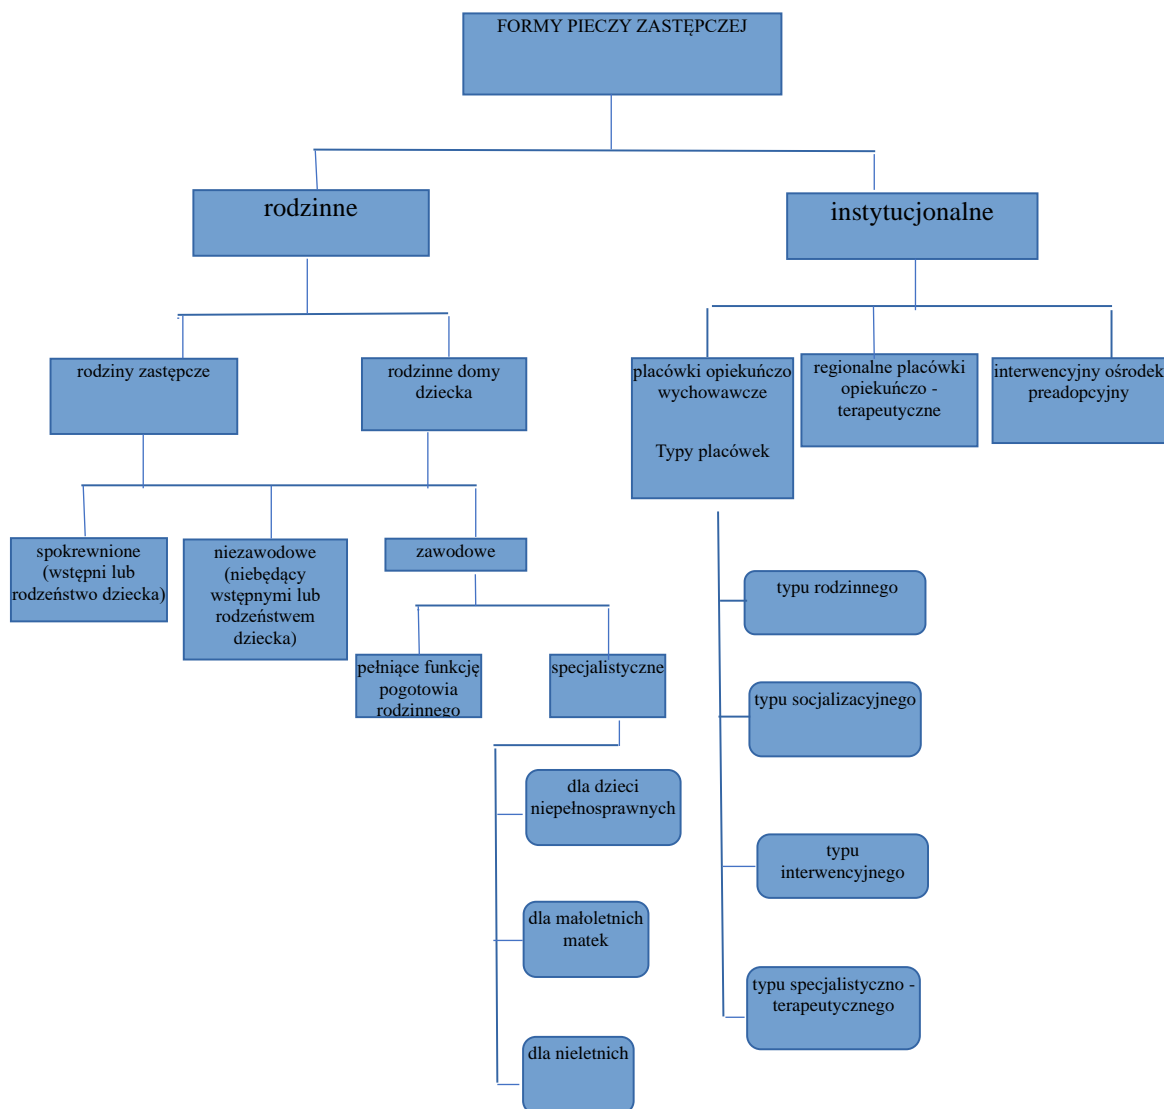 FORMY PIECZY ZASTĘPCZEJ
rodzinne
instytucjonalne
rodziny zastępcze
rodzinne domy
dziecka
placówki opiekuńczo
wychowawcze
Typy placówek
regionalne placówki
opiekuńczo -
terapeutyczne
interwencyjny ośrodek
preadopcyjny
spokrewnione
(wstępni lub
rodzeństwo dziecka)
niezawodowe
(niebędący
wstępnymi lub
rodzeństwem
dziecka)
zawodowe
pełniące funkcję
pogotowia
rodzinnego
specjalistyczne
dla dzieci
niepełnosprawnych
dla małoletnich
matek
dla nieletnich
typu rodzinnego
typu socjalizacyjnego
typu
interwencyjnego
typu specjalistyczno -
terapeutycznego